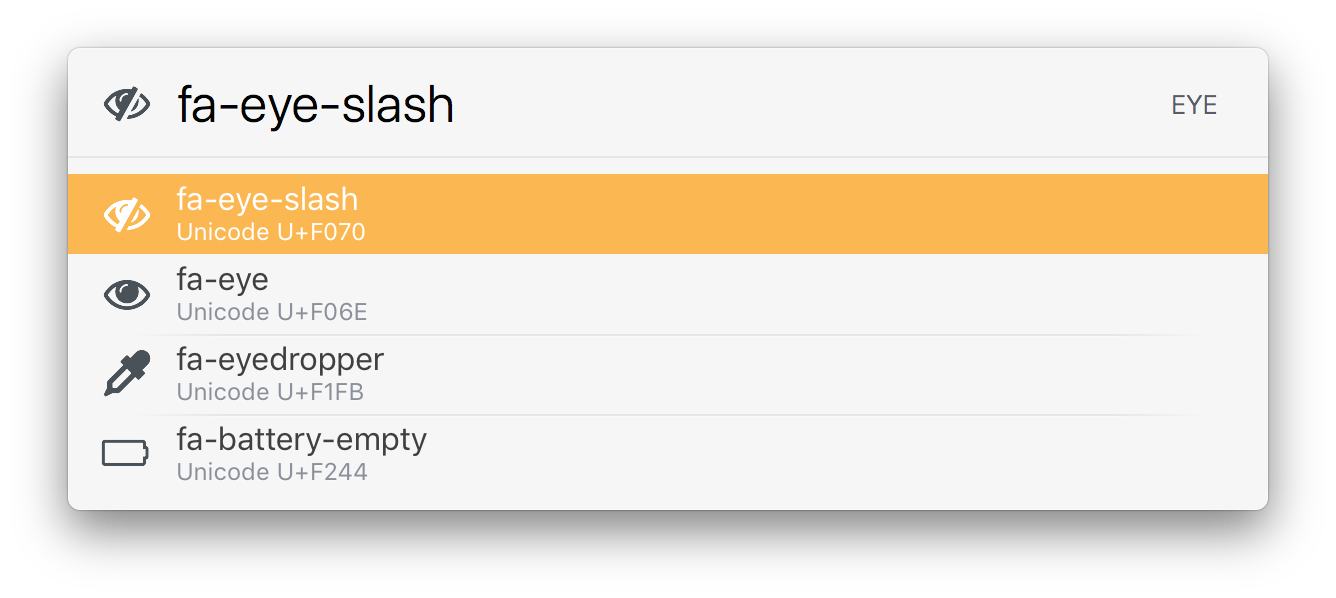 fa-eye-slash
EYE
fa-eye-slash
Unicode U+F070
fa-eye
Unicode U+F06E
fa-eyedropper
Unicode U+F1FB
fa-battery-empty
Unicode U+F244